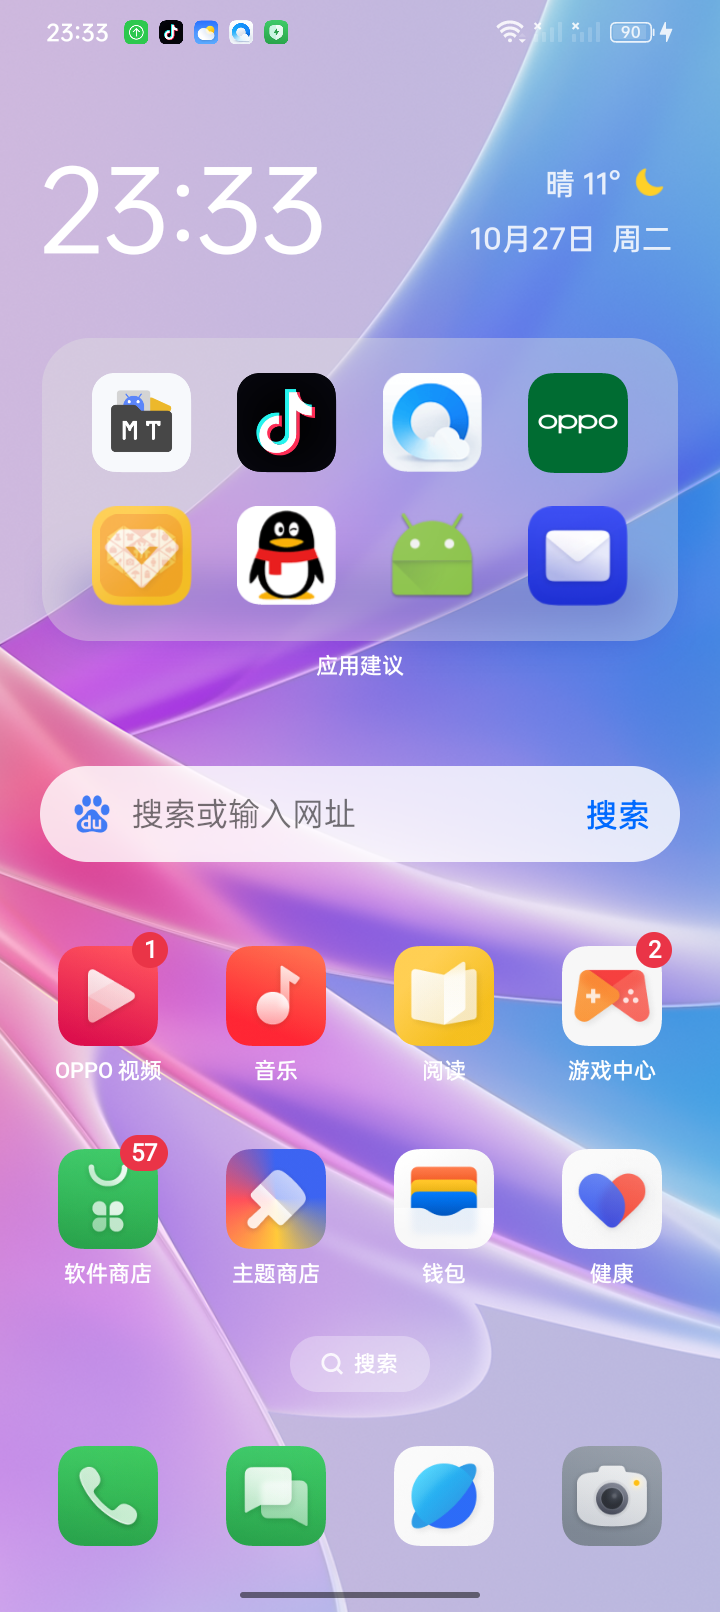 23:33
90
23:33
晴 11°
10月27日 周二
MT
oppo
应用建议
du 搜索或输入网址 搜索
1
2
OPPO 视频 音乐 阅读 游戏中心
57
软件商店 主题商店 钱包 健康
搜索